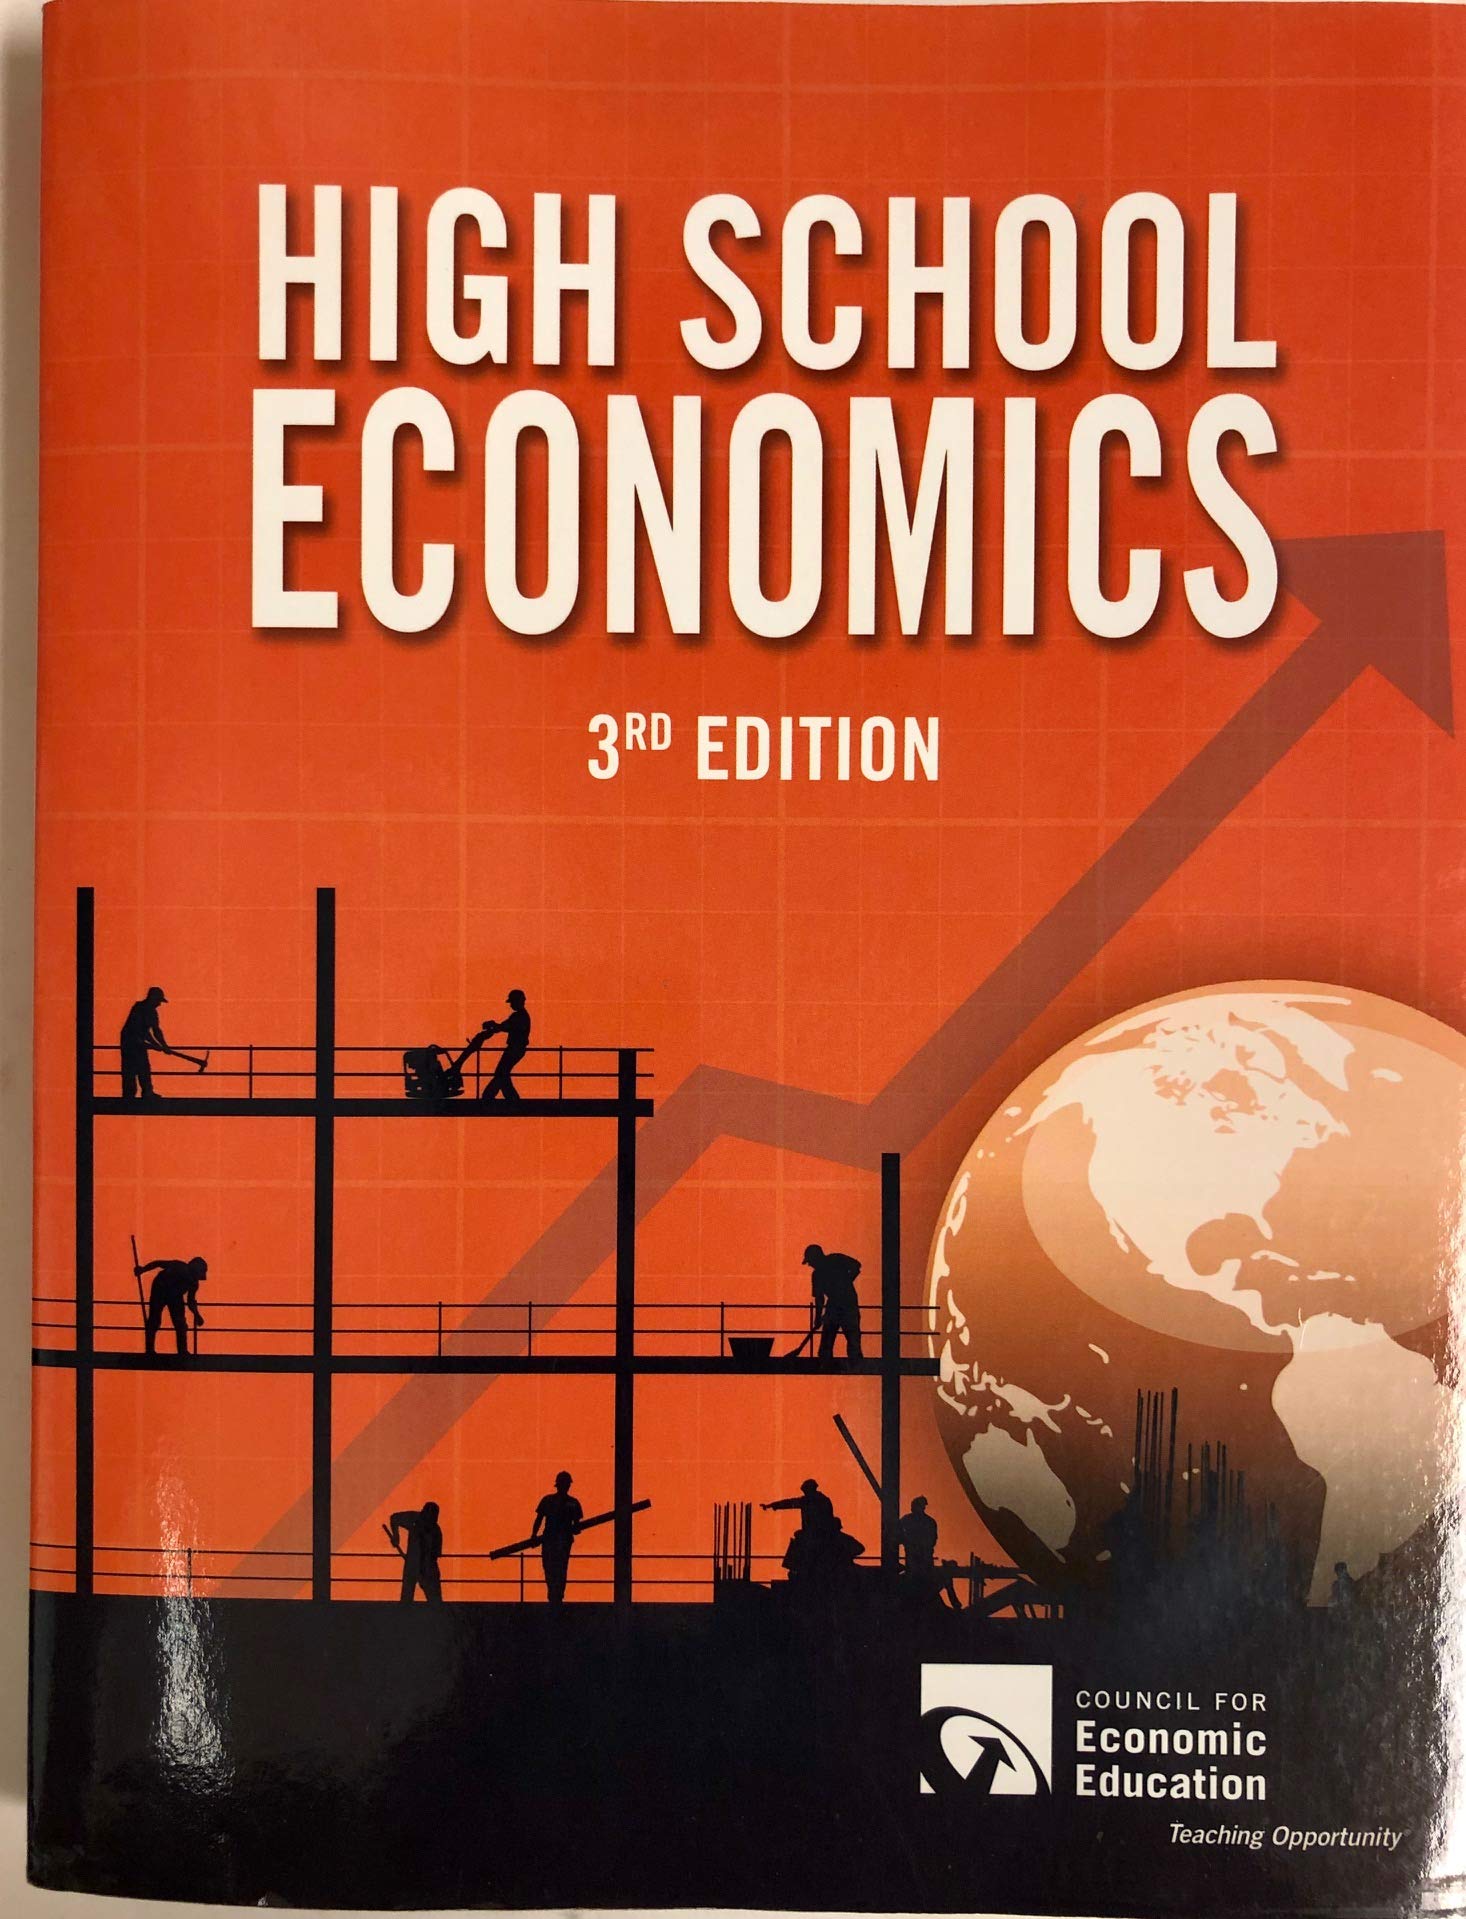 HIGH SCHOOL
ECONOMICS
3RD EDITION
COUNCIL FOR
Economic
Education
Teaching Opportunity